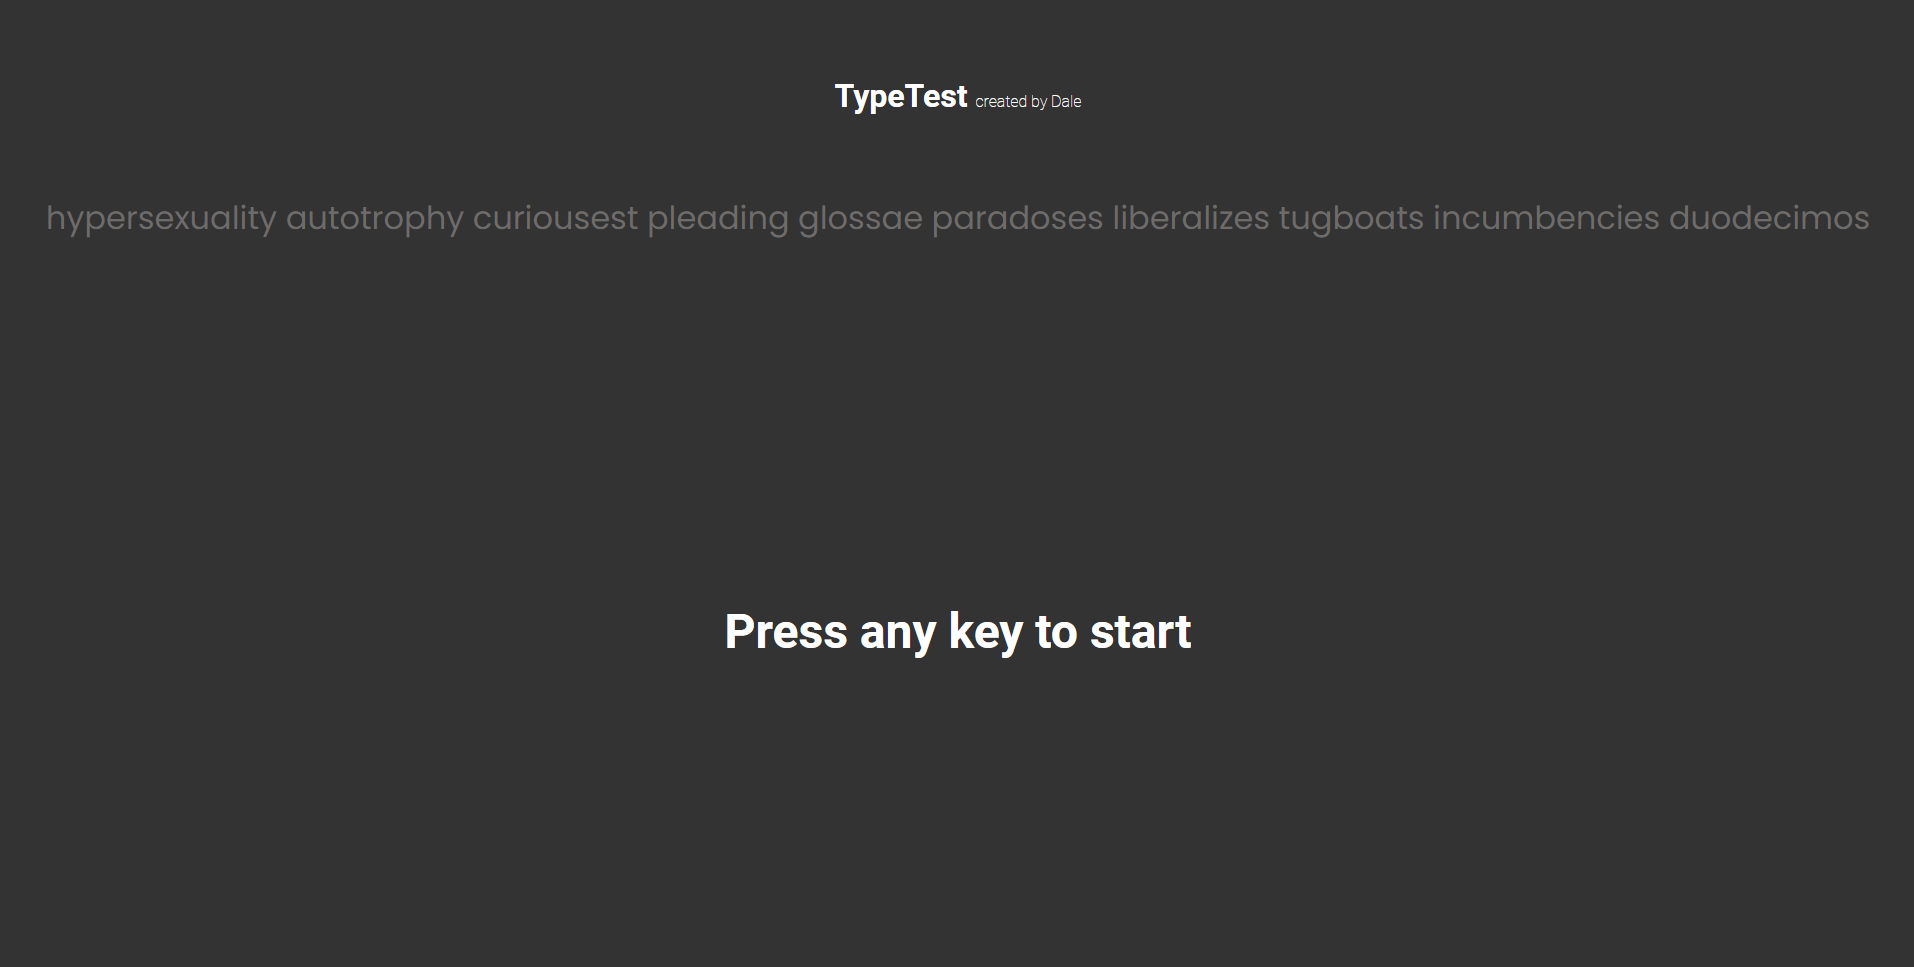 TypeTest created by Dale
hypersexuality autotrophy curiousest pleading glossae paradoses liberalizes tugboats incumbencies duodecimos
Press any key to start